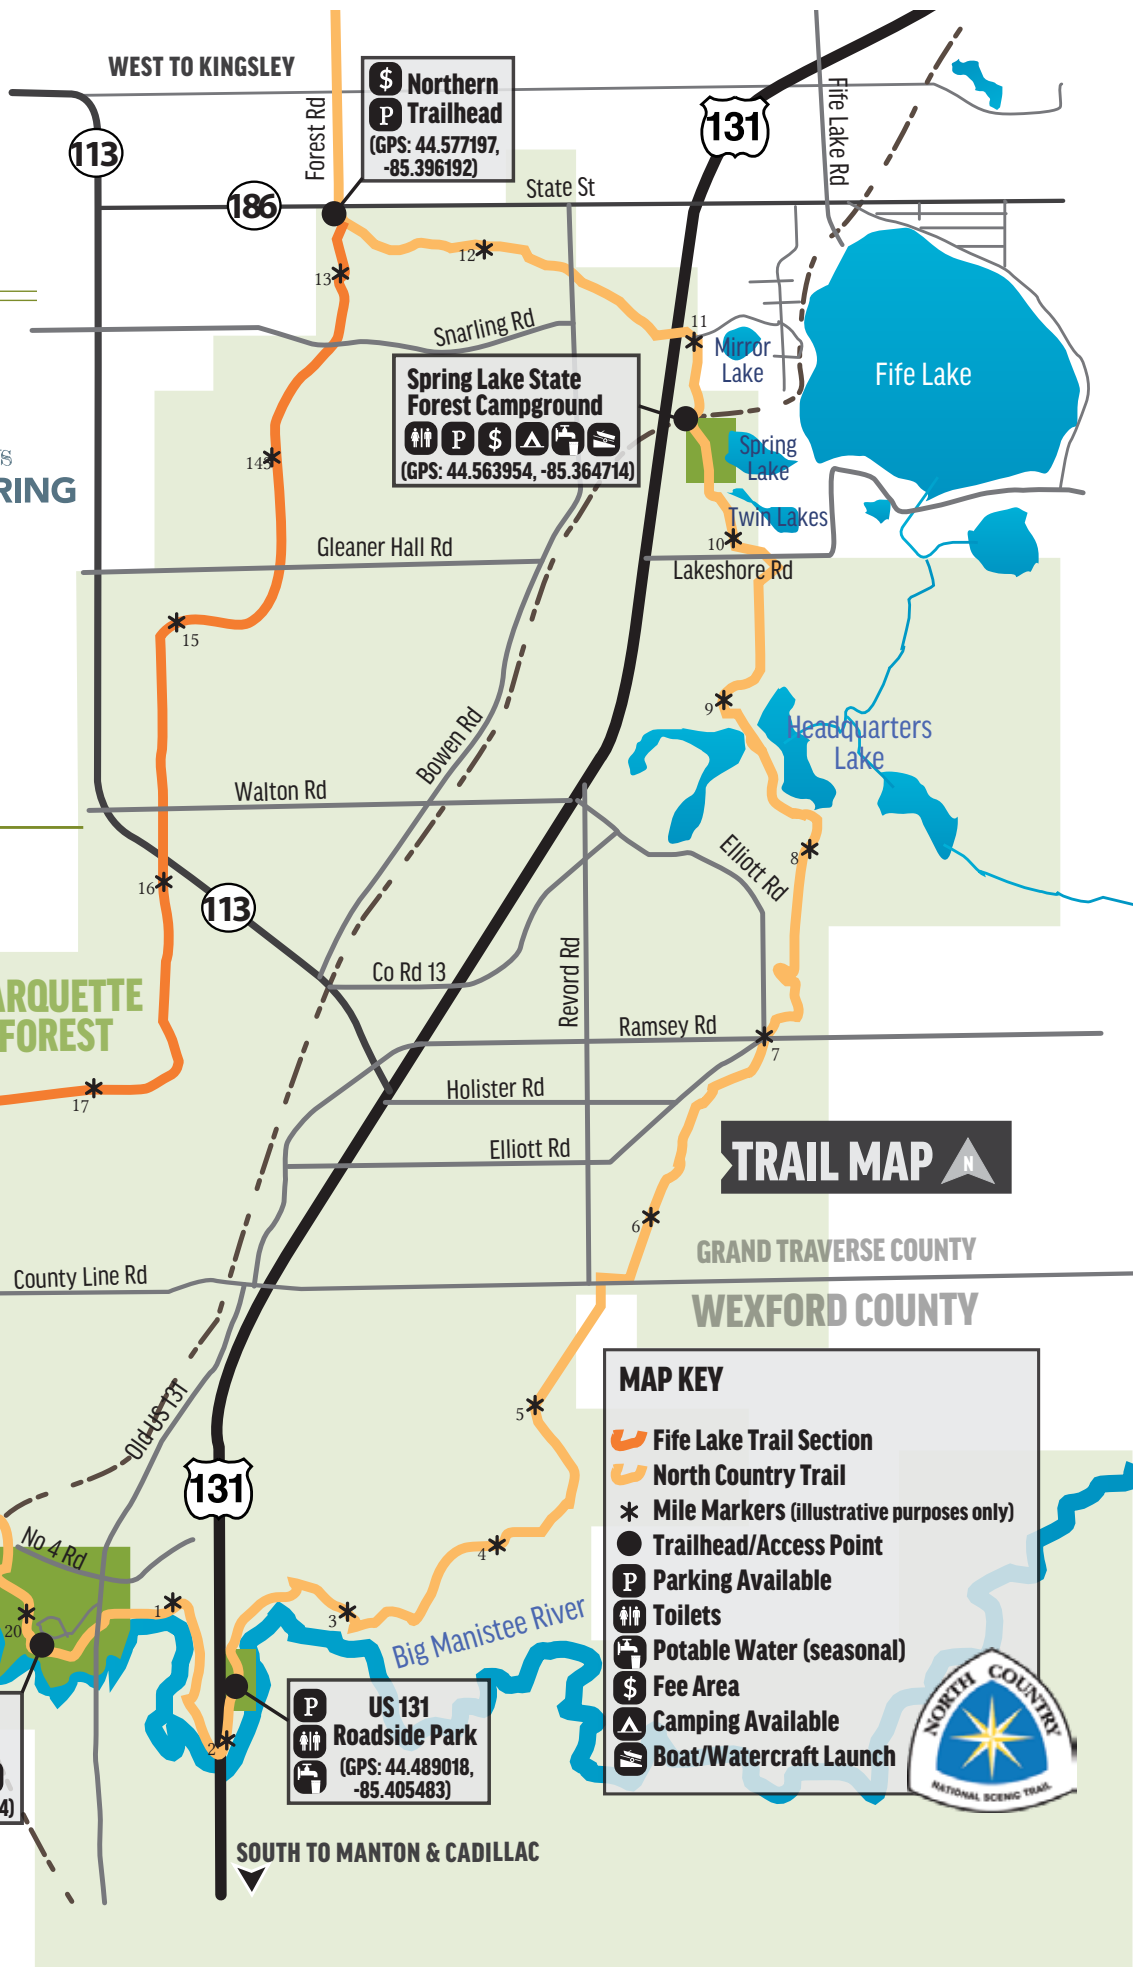 WEST TO KINGSLEY
Forest Rd
$ Northern
P Trailhead
(GPS: 44.577197,
-85.396192)
131
Fife Lake Rd
113
186
State St
12
13
Snarling Rd
11
Mirror
Lake
Fife Lake
Spring Lake State
Forest Campground
P $
(GPS: 44.563954, -85.364714)
Spring
Lake
145
RING
Twin Lakes
10
Gleaner Hall Rd
Lakeshore Rd
15
9
Headquarters
Lake
Bowen Rd
Walton Rd
Elliott Rd
8
16
113
Co Rd 13
Revord Rd
ARQUETTE
FOREST
Ramsey Rd
7
Holister Rd
17
Elliott Rd
TRAIL MAP N
6
GRAND TRAVERSE COUNTY
County Line Rd
WEXFORD COUNTY
MAP KEY
Fife Lake Trail Section
North Country Trail
Mile Markers (illustrative purposes only)
Trailhead/Access Point
P Parking Available
Toilets
Potable Water (seasonal)
$ Fee Area
Camping Available
Boat/Watercraft Launch
NORTH COUNTRY
NATIONAL SCENIC TRAIL
5
Old US 131
131
No 4 Rd
4
1
3
20
Big Manistee River
2
P US 131
Roadside Park
(GPS: 44.489018,
-85.405483)
4)
SOUTH TO MANTON & CADILLAC